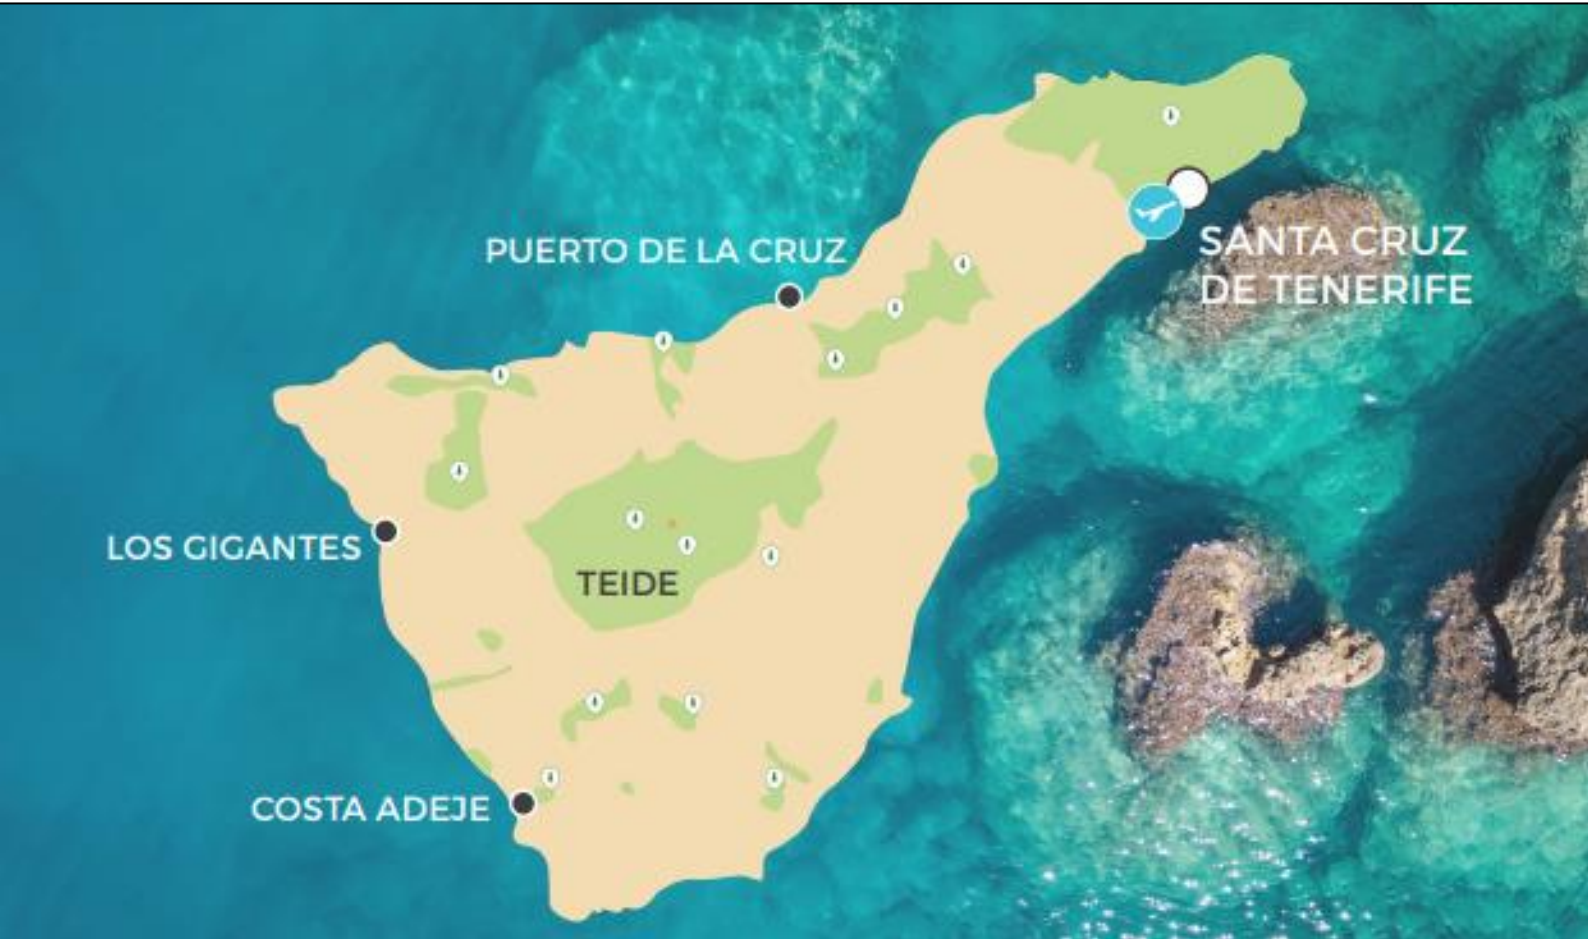 PUERTO DE LA CRUZ
SANTA CRUZ
DE TENERIFE
LOS GIGANTES
TEIDE
COSTA ADEJE